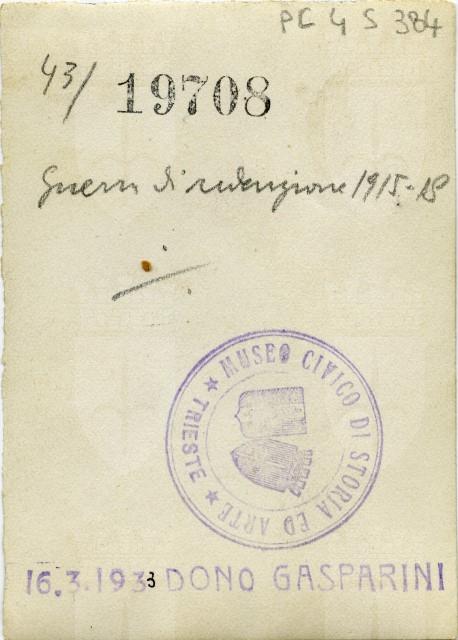 PC 4 S 384
43/ 19708
Guerra di redenzione 1915-18
★ MUSEO CIVICO DI STORIA ED ARTE ★ TRIESTE
16.3.1933 DONO GASPARINI